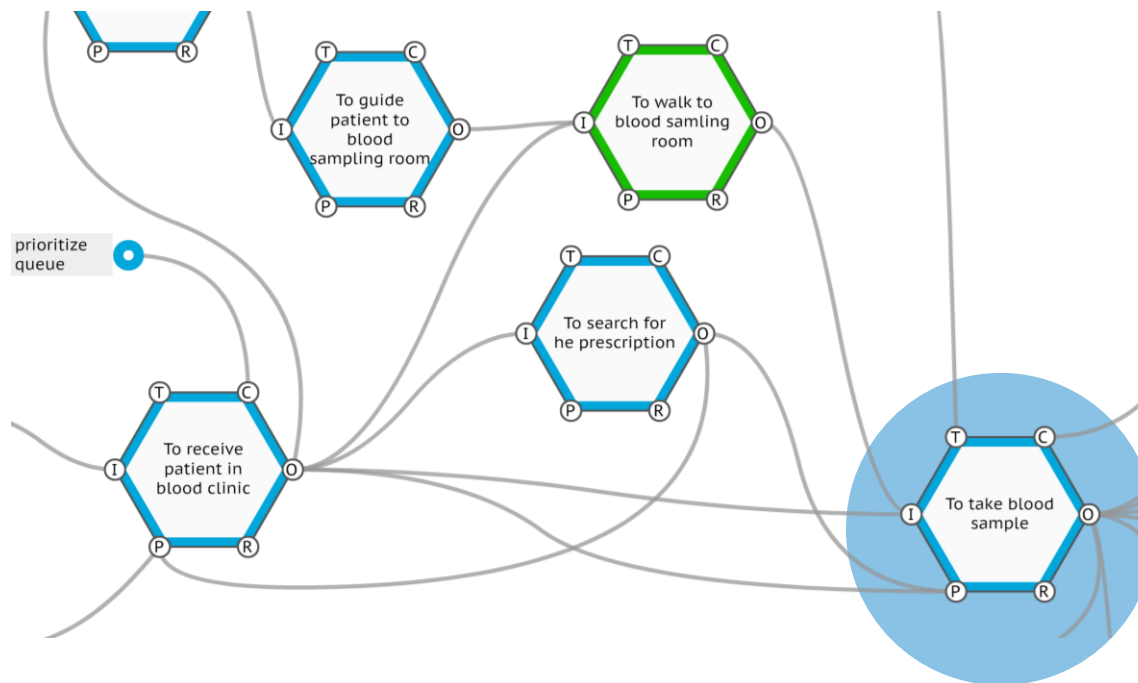 P R
T C
To guide
patient to
blood
sampling room
I O
P R
T C
To walk to
blood samling
room
I O
P R
prioritize
queue
T C
To search for
he prescription
I O
P R
T C
To receive
patient in
blood clinic
I O
P R
T C
To take blood
sample
I O
P R